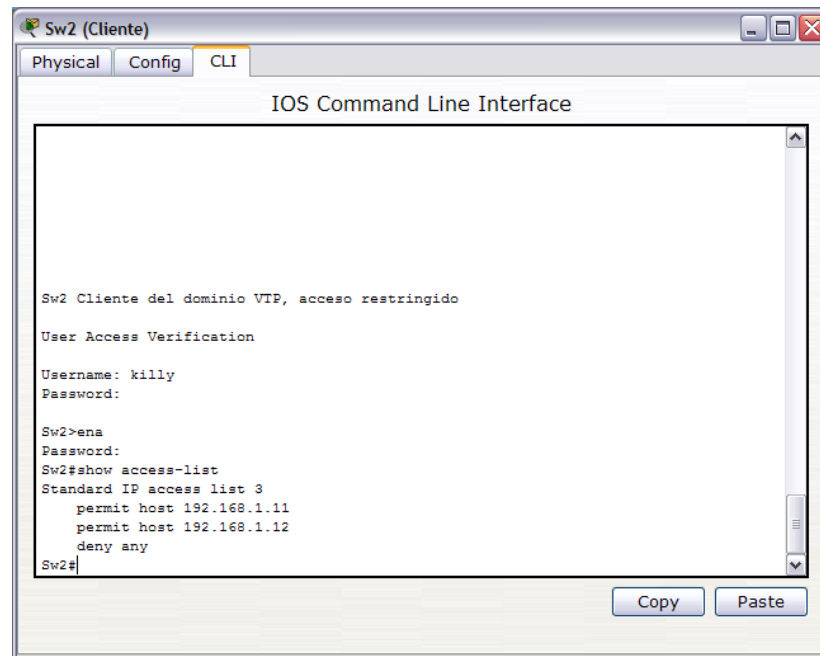 Sw2 (Cliente)
Physical Config CLI
IOS Command Line Interface
Sw2 Cliente del dominio VTP, acceso restringido
User Access Verification
Username: killy
Password:
Sw2>ena
Password:
Sw2#show access-list
Standard IP access list 3
permit host 192.168.1.11
permit host 192.168.1.12
deny any
Sw2#
Copy Paste